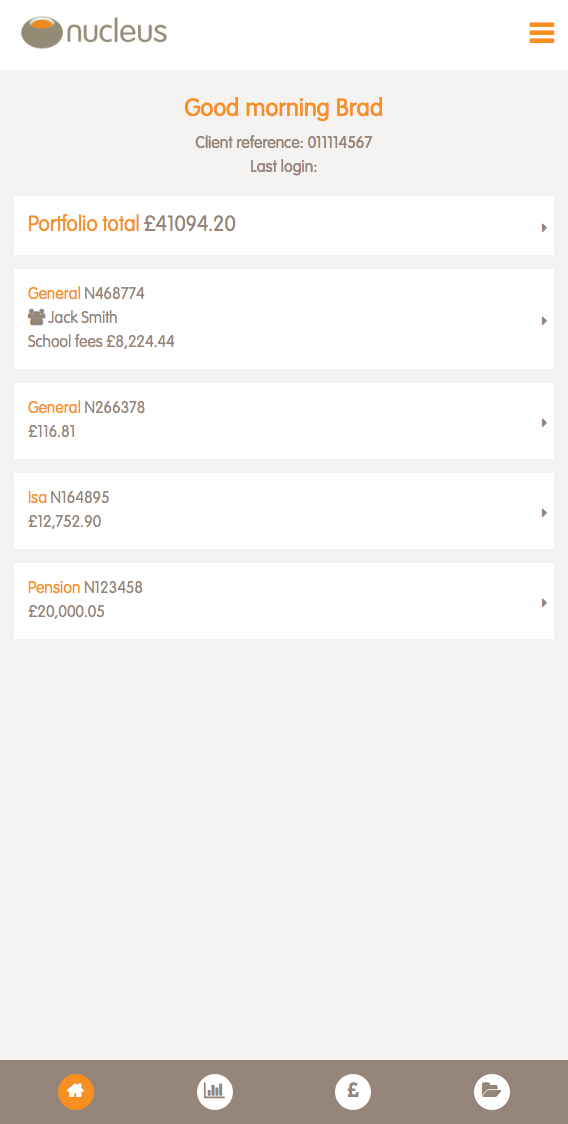 nucleus
Good morning Brad
Client reference: 011114567
Last login:
Portfolio total £41094.20
General N468774
Jack Smith
School fees £8,224.44
General N266378
£116.81
Isa N164895
£12,752.90
Pension N123458
£20,000.05
£